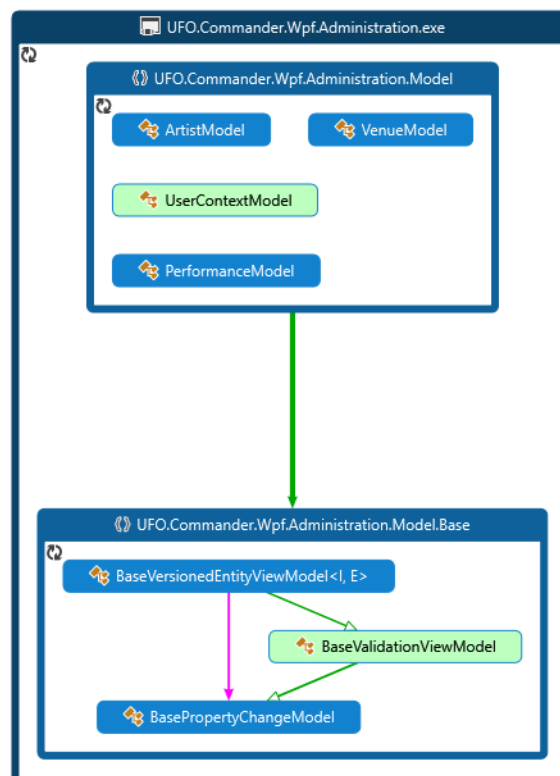 UFO.Commander.Wpf.Administration.exe
UFO.Commander.Wpf.Administration.Model
ArtistModel
VenueModel
UserContextModel
PerformanceModel
UFO.Commander.Wpf.Administration.Model.Base
BaseVersionedEntityViewModel<I, E>
BaseValidationViewModel
BasePropertyChangeModel